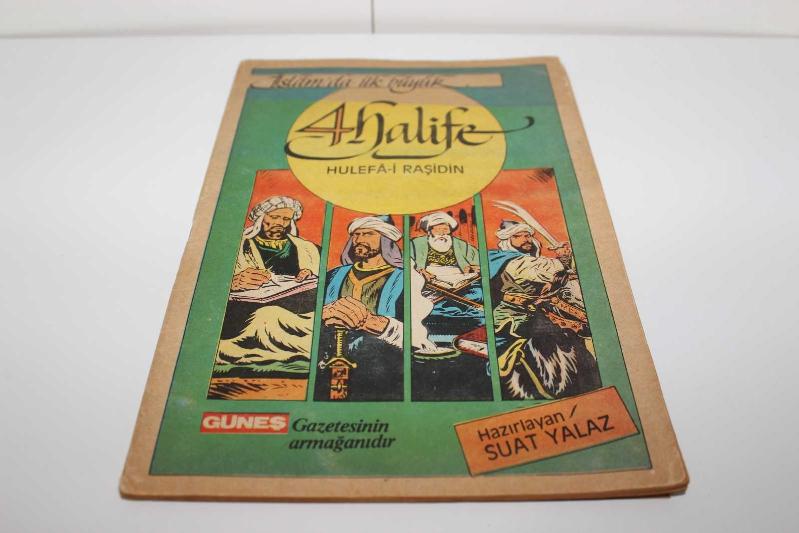 İslâm'da ilk büyük
4 halife
HULEFÂ-İ RAŞİDİN
GÜNEŞ Gazetesinin
armağanıdır
Hazırlayan
SUAT YALAZ